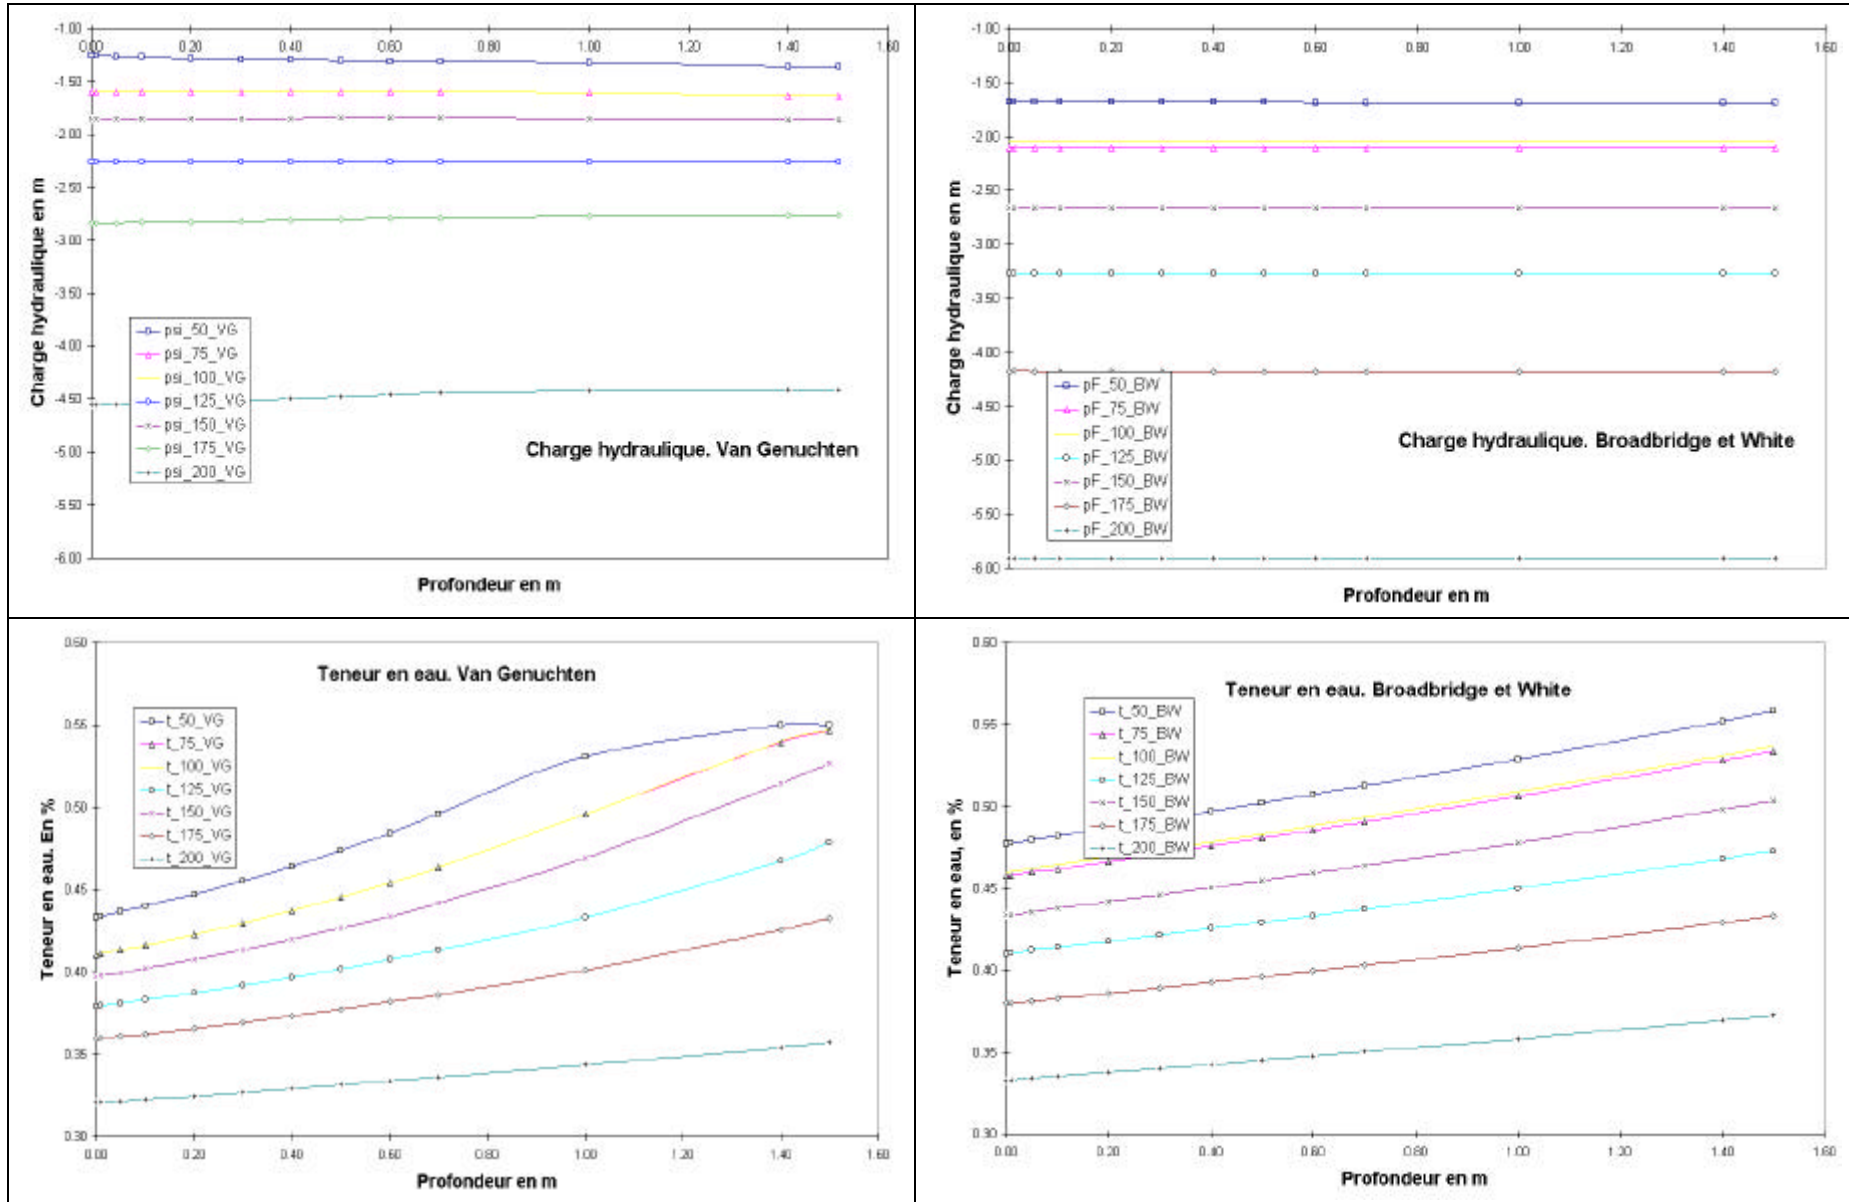 -1.00
0.00 0.20 0.40 0.60 0.80 1.00 1.20 1.40 1.60
-1.50
-2.00
-2.50
-3.00
-3.50
-4.00
-4.50
-5.00
-5.50
-6.00
Charge hydraulique en m
psi_50_VG
psi_75_VG
psi_100_VG
psi_125_VG
psi_150_VG
psi_175_VG
psi_200_VG
Charge hydraulique. Van Genuchten
Profondeur en m
-1.00
0.00 0.20 0.40 0.60 0.80 1.00 1.20 1.40 1.60
-1.50
-2.00
-2.50
-3.00
-3.50
-4.00
-4.50
-5.00
-5.50
-6.00
Charge hydraulique en m
pF_50_BW
pF_75_BW
pF_100_BW
pF_125_BW
pF_150_BW
pF_175_BW
pF_200_BW
Charge hydraulique. Broadbridge et White
Profondeur en m
Teneur en eau. Van Genuchten
0.60
0.55
0.50
0.45
0.40
0.35
0.30
Teneur en eau. En %
t_50_VG
t_75_VG
t_100_VG
t_125_VG
t_150_VG
t_175_VG
t_200_VG
0.00 0.20 0.40 0.60 0.80 1.00 1.20 1.40 1.60
Profondeur en m
Teneur en eau. Broadbridge et White
0.60
0.55
0.50
0.45
0.40
0.35
0.30
Teneur en eau, en %
t_50_BW
t_75_BW
t_100_BW
t_125_BW
t_150_BW
t_175_BW
t_200_BW
0.00 0.20 0.40 0.60 0.80 1.00 1.20 1.40 1.60
Profondeur en m